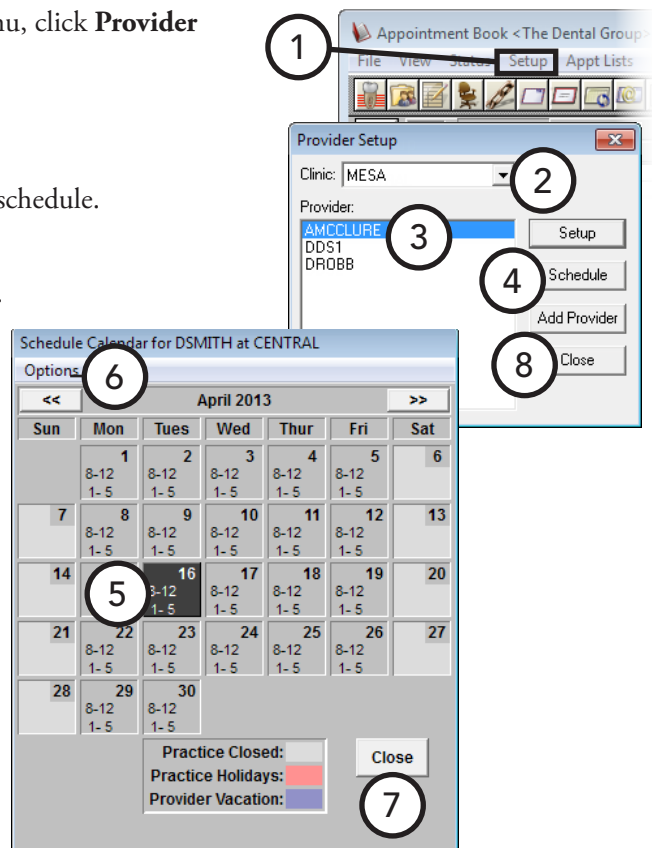 nu, click Provider
schedule.
.
1
Appointment Book <The Dental Group>
File View Status Setup Appt Lists
Provider Setup
Clinic: MESA
2
Provider:
AMCCLURE
DDS1
DROBB
3
Setup
4
Schedule
Add Provider
8
Close
Schedule Calendar for DSMITH at CENTRAL
Options
6
<< April 2013 >>
Sun Mon Tues Wed Thur Fri Sat
1 2 3 4 5 6
8-12 8-12 8-12 8-12 8-12
1- 5 1- 5 1- 5 1- 5 1- 5
7 8 9 10 11 12 13
8-12 8-12 8-12 8-12 8-12
1- 5 1- 5 1- 5 1- 5 1- 5
14 16 17 18 19 20
5
8-12 8-12 8-12 8-12
1- 5 1- 5 1- 5 1- 5
21 22 23 24 25 26 27
8-12 8-12 8-12 8-12 8-12
1- 5 1- 5 1- 5 1- 5 1- 5
28 29 30
8-12 8-12
1- 5 1- 5
Practice Closed:
Practice Holidays:
Provider Vacation:
Close
7